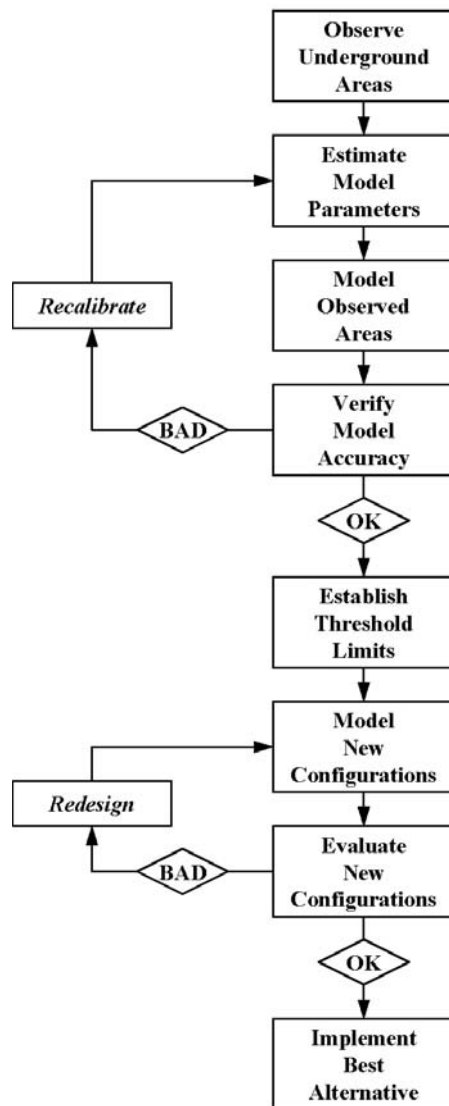 Observe
Underground
Areas
Estimate
Model
Parameters
Recalibrate
Model
Observed
Areas
Verify
Model
Accuracy
BAD
OK
Establish
Threshold
Limits
Model
New
Configurations
Redesign
Evaluate
New
Configurations
BAD
OK
Implement
Best
Alternative